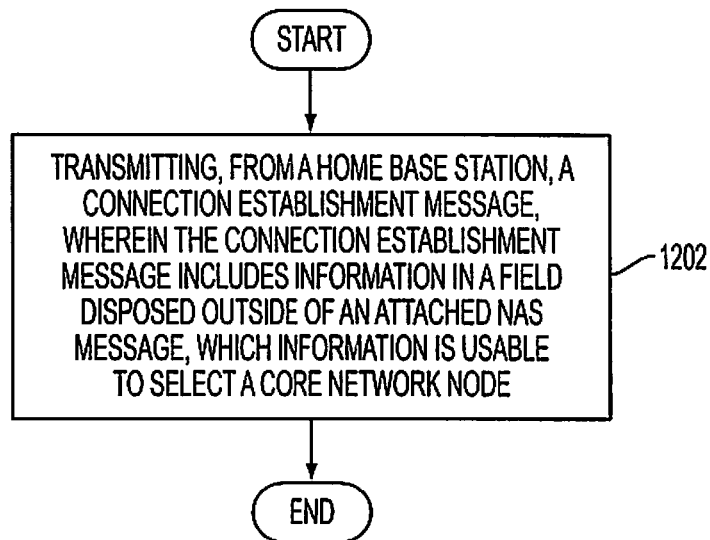 START
TRANSMITTING, FROM A HOME BASE STATION, A
CONNECTION ESTABLISHMENT MESSAGE,
WHEREIN THE CONNECTION ESTABLISHMENT
MESSAGE INCLUDES INFORMATION IN A FIELD
DISPOSED OUTSIDE OF AN ATTACHED NAS
MESSAGE, WHICH INFORMATION IS USABLE
TO SELECT A CORE NETWORK NODE
1202
END